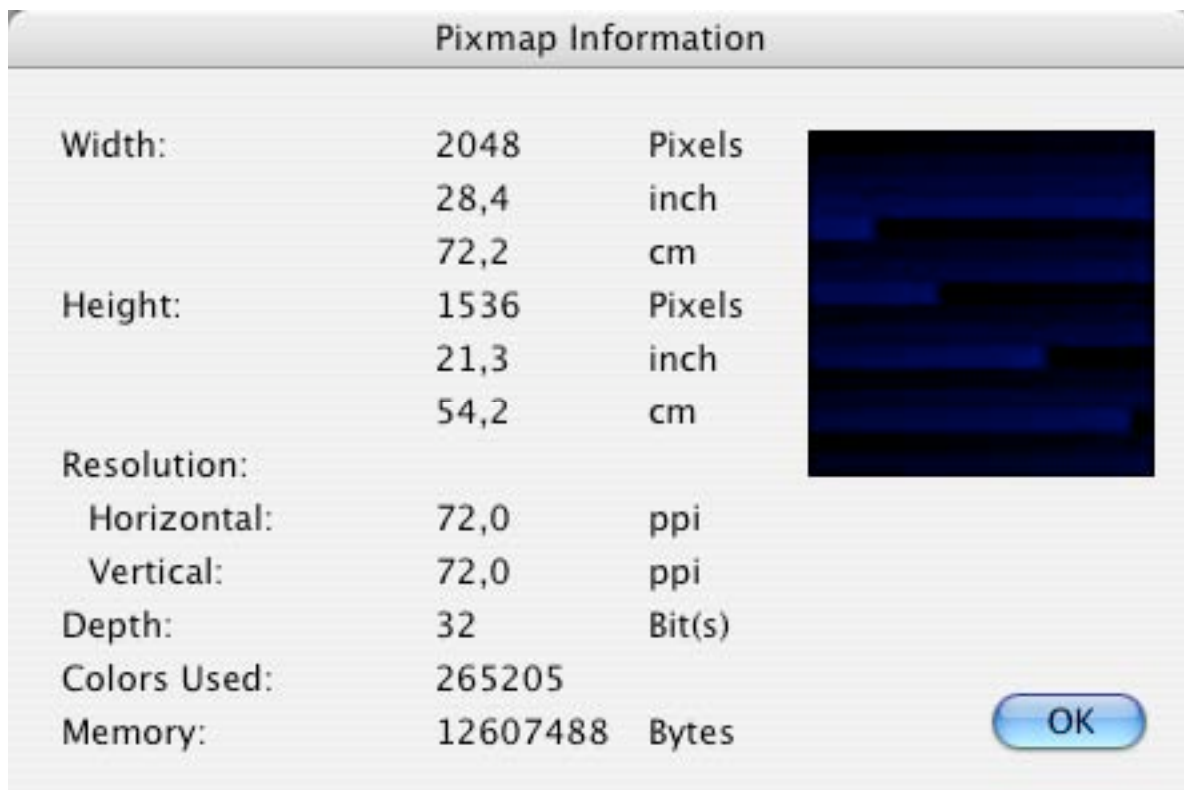 Pixmap Information
Width: 2048 Pixels
28,4 inch
72,2 cm
Height: 1536 Pixels
21,3 inch
54,2 cm
Resolution:
Horizontal: 72,0 ppi
Vertical: 72,0 ppi
Depth: 32 Bit(s)
Colors Used: 265205
Memory: 12607488 Bytes
OK